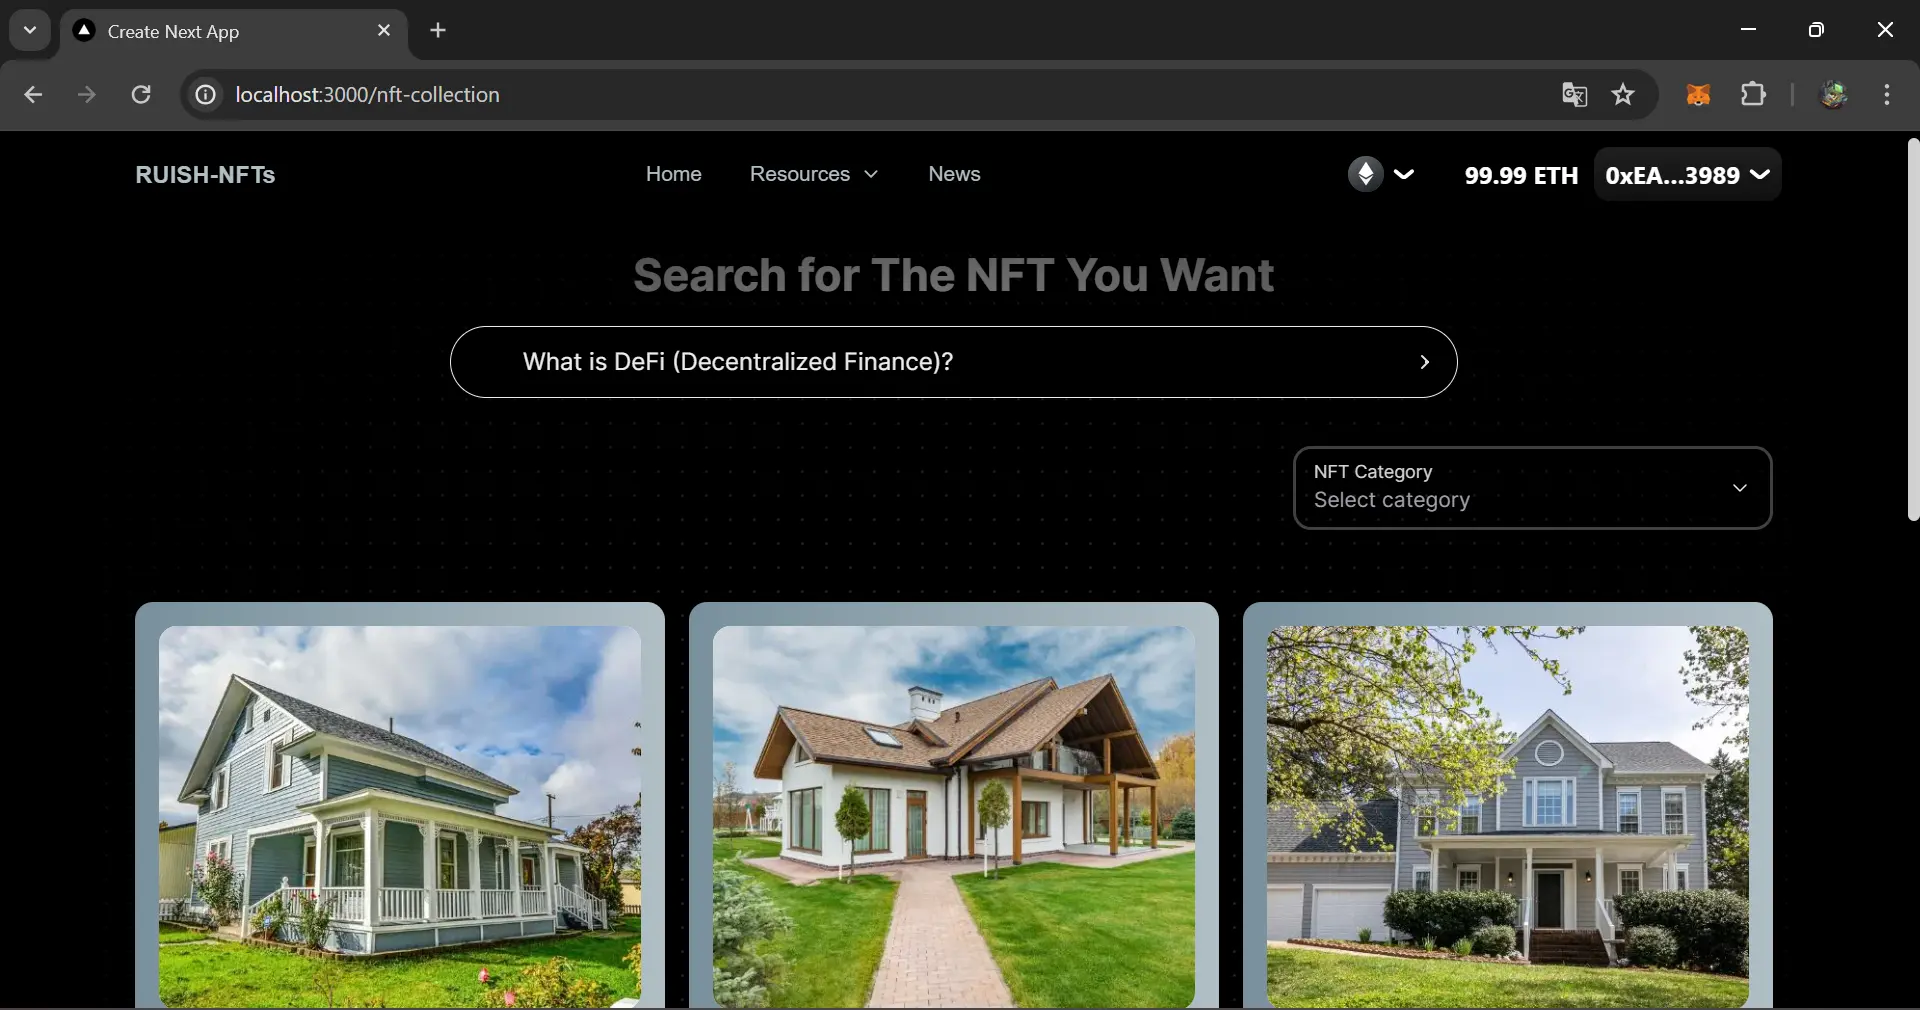 Create Next App
localhost:3000/nft-collection
RUISH-NFTs
Home
Resources
News
99.99 ETH
0xEA...3989
Search for The NFT You Want
What is DeFi (Decentralized Finance)?
NFT Category
Select category